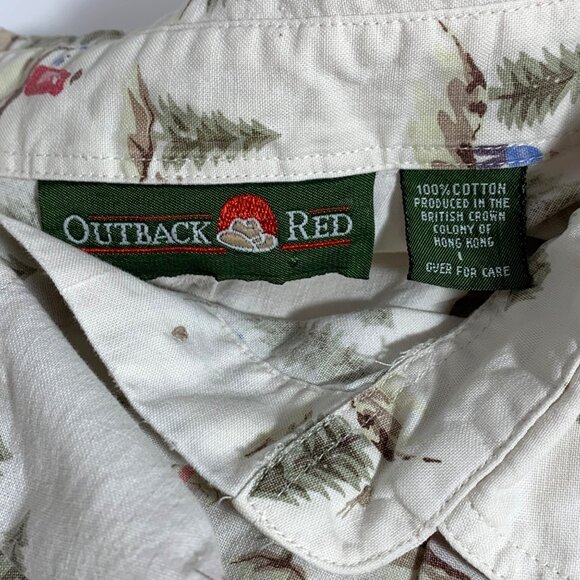 OUTBACK RED
100% COTTON
PRODUCED IN THE
BRITISH CROWN
COLONY OF
HONG KONG
L
OVER FOR CARE